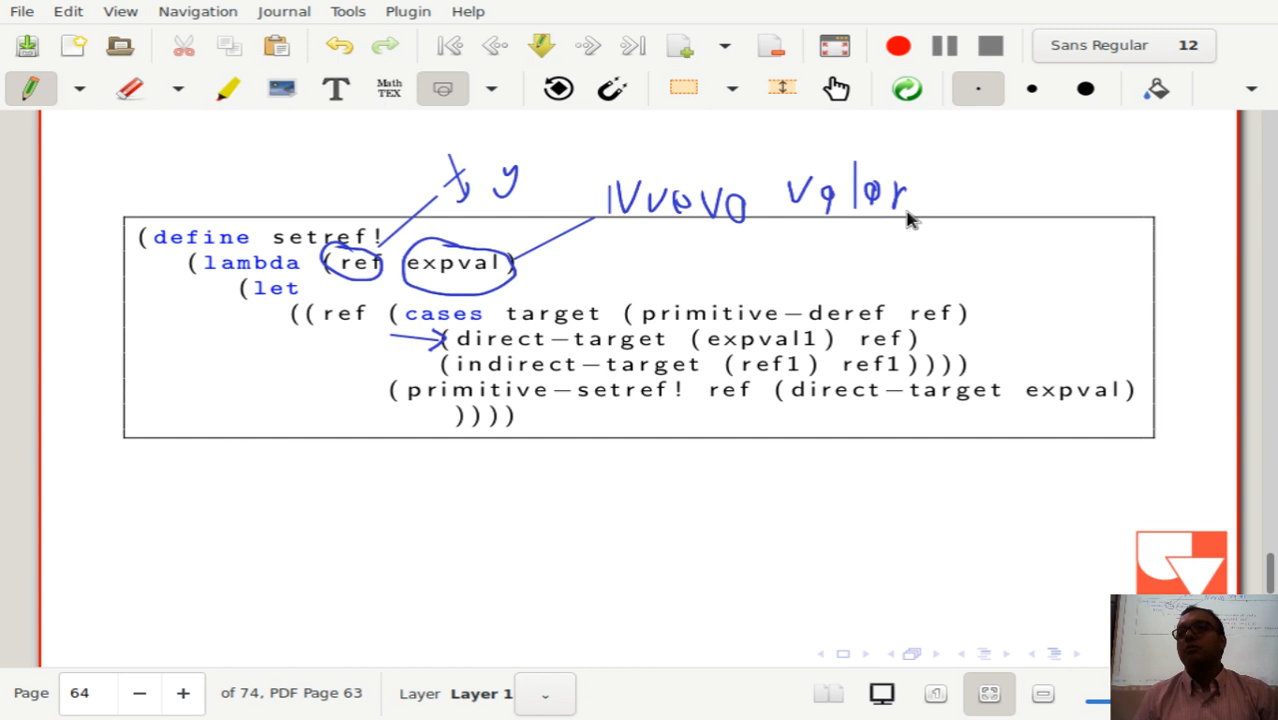 File Edit View Navigation Journal Tools Plugin Help
Sans Regular 12
T Math TEX
x, y Nuevo valor
(define setref!
(lambda (ref expval)
(let
((ref (cases target (primitive-deref ref)
(direct-target (expval1) ref)
(indirect-target (ref1) ref1))))
(primitive-setref! ref (direct-target expval)
))))
Page 64 − + of 74, PDF Page 63 Layer Layer 1